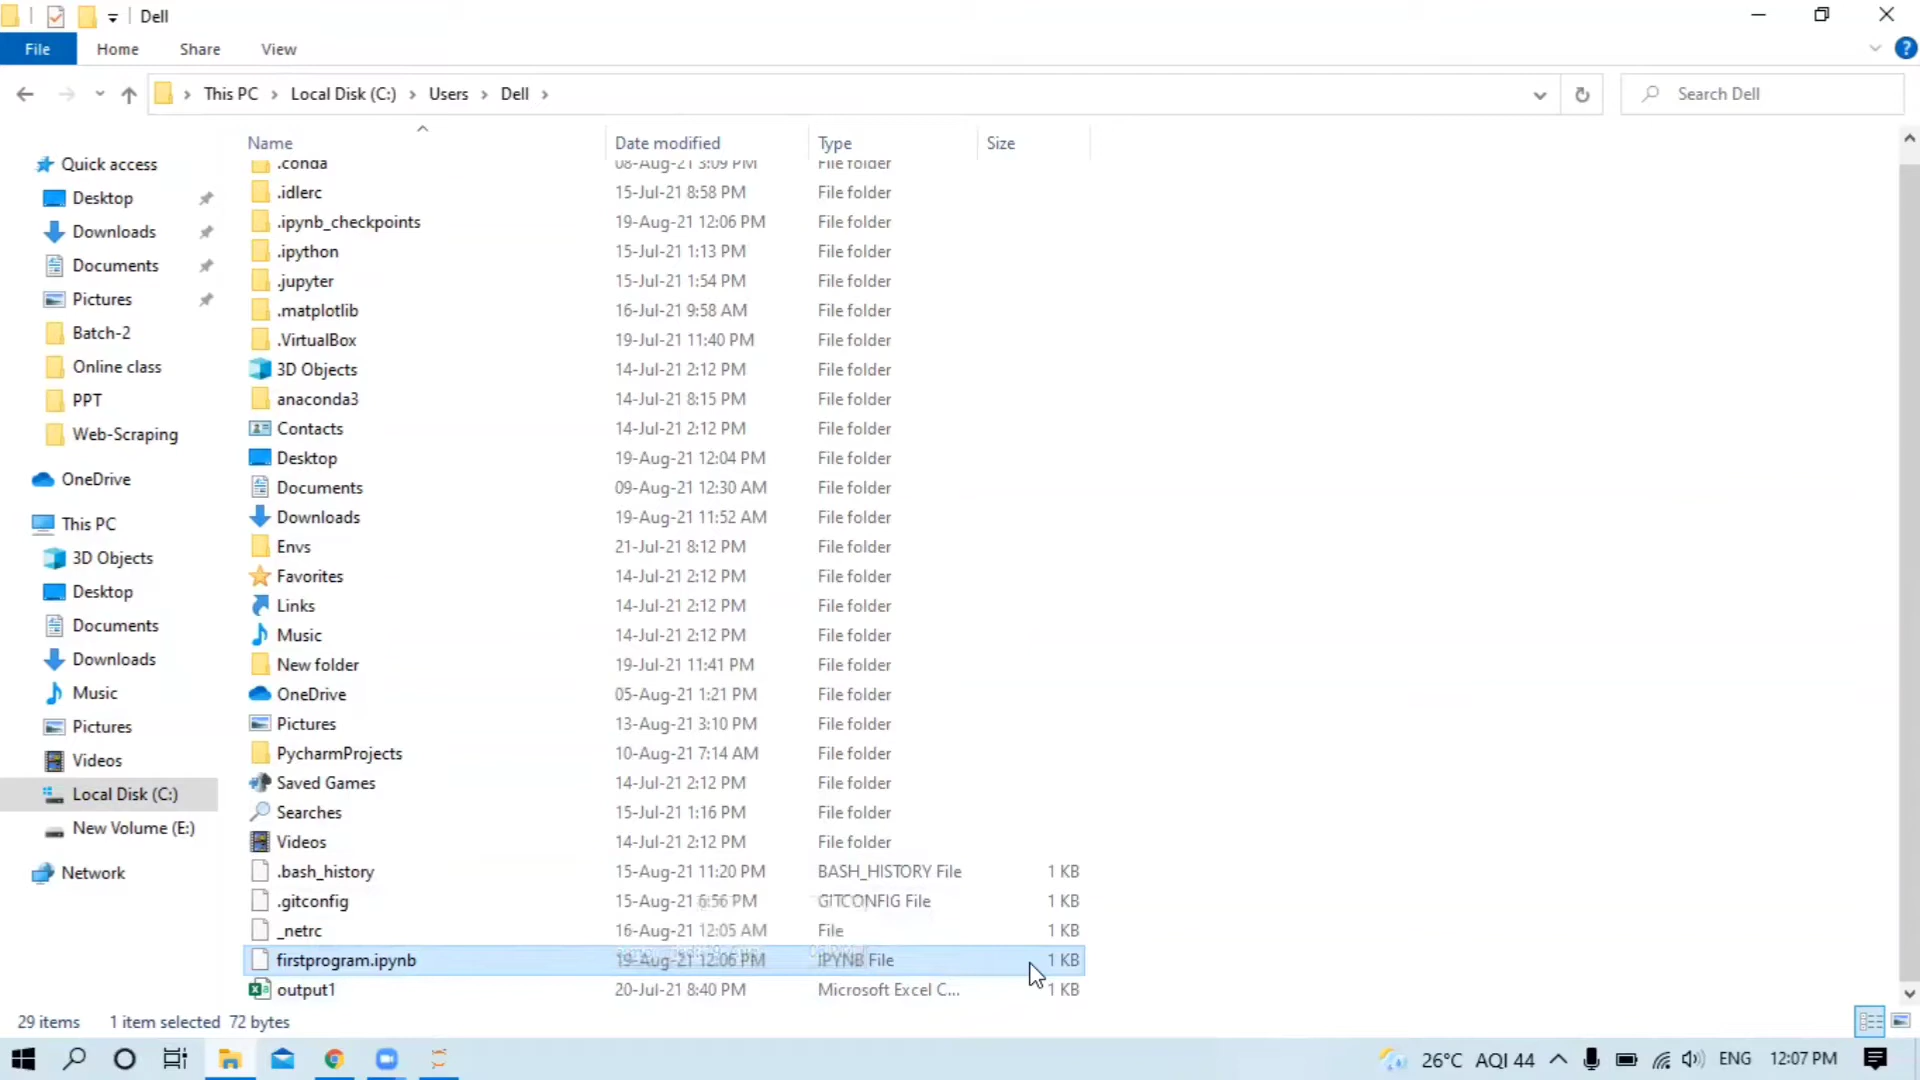 Dell
File Home Share View
This PC Local Disk (C:) Users Dell
Search Dell
Name Date modified Type Size
Quick access
Desktop
Downloads
Documents
Pictures
Batch-2
Online class
PPT
Web-Scraping
OneDrive
This PC
3D Objects
Desktop
Documents
Downloads
Music
Pictures
Videos
Local Disk (C:)
New Volume (E:)
Network
.conda 08-Aug-21 3:09 PM File folder
.idlerc 15-Jul-21 8:58 PM File folder
.ipynb_checkpoints 19-Aug-21 12:06 PM File folder
.ipython 15-Jul-21 1:13 PM File folder
.jupyter 15-Jul-21 1:54 PM File folder
.matplotlib 16-Jul-21 9:58 AM File folder
.VirtualBox 19-Jul-21 11:40 PM File folder
3D Objects 14-Jul-21 2:12 PM File folder
anaconda3 14-Jul-21 8:15 PM File folder
Contacts 14-Jul-21 2:12 PM File folder
Desktop 19-Aug-21 12:04 PM File folder
Documents 09-Aug-21 12:30 AM File folder
Downloads 19-Aug-21 11:52 AM File folder
Envs 21-Jul-21 8:12 PM File folder
Favorites 14-Jul-21 2:12 PM File folder
Links 14-Jul-21 2:12 PM File folder
Music 14-Jul-21 2:12 PM File folder
New folder 19-Jul-21 11:41 PM File folder
OneDrive 05-Aug-21 1:21 PM File folder
Pictures 13-Aug-21 3:10 PM File folder
PycharmProjects 10-Aug-21 7:14 AM File folder
Saved Games 14-Jul-21 2:12 PM File folder
Searches 15-Jul-21 1:16 PM File folder
Videos 14-Jul-21 2:12 PM File folder
.bash_history 15-Aug-21 11:20 PM BASH_HISTORY File 1 KB
.gitconfig 15-Aug-21 6:56 PM GITCONFIG File 1 KB
_netrc 16-Aug-21 12:05 AM File 1 KB
firstprogram.ipynb 19-Aug-21 12:06 PM IPYNB File 1 KB
output1 20-Jul-21 8:40 PM Microsoft Excel C... 1 KB
29 items 1 item selected 72 bytes
26°C AQI 44 ENG 12:07 PM